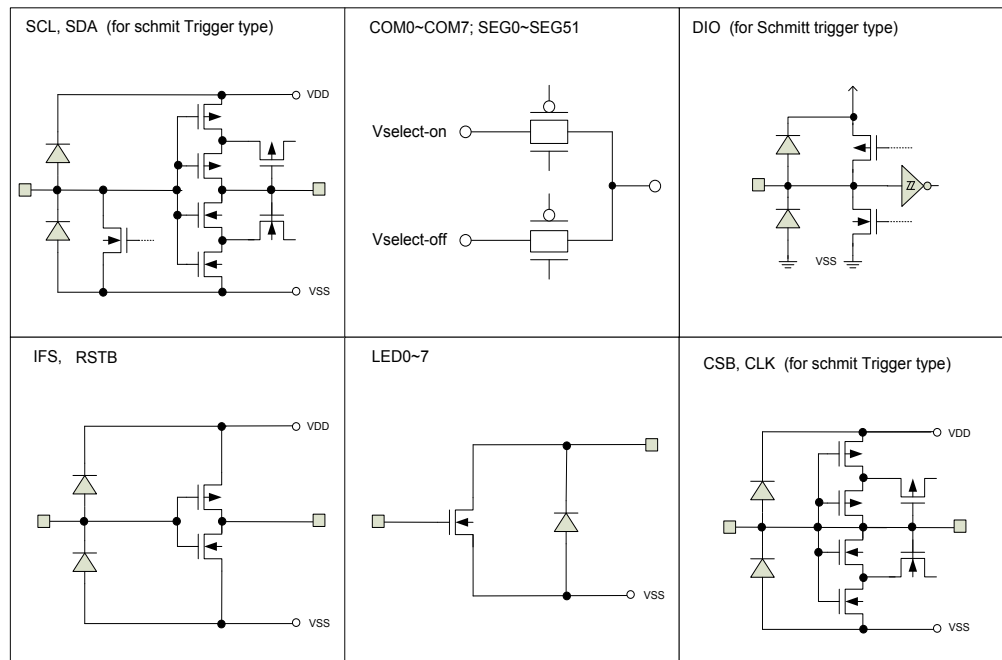 SCL, SDA (for schmit Trigger type)
VDD
VSS
COM0~COM7; SEG0~SEG51
Vselect-on
Vselect-off
DIO (for Schmitt trigger type)
VSS
IFS, RSTB
VDD
VSS
LED0~7
VSS
CSB, CLK (for schmit Trigger type)
VDD
VSS